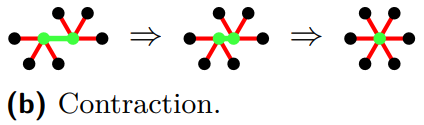 ⇒ ⇒
(b) Contraction.